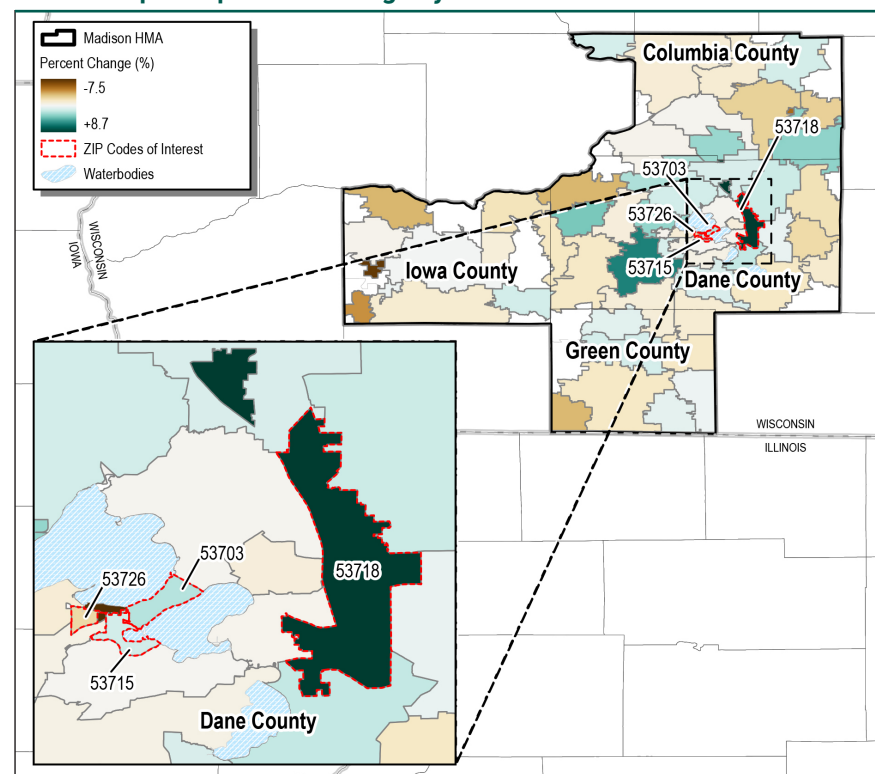 Madison HMA
Percent Change (%)
-7.5
+8.7
ZIP Codes of Interest
Waterbodies
Columbia County
53718
53703
53726
53715
Iowa County
Dane County
Green County
WISCONSIN
IOWA
WISCONSIN
ILLINOIS
53703
53726
53718
53715
Dane County